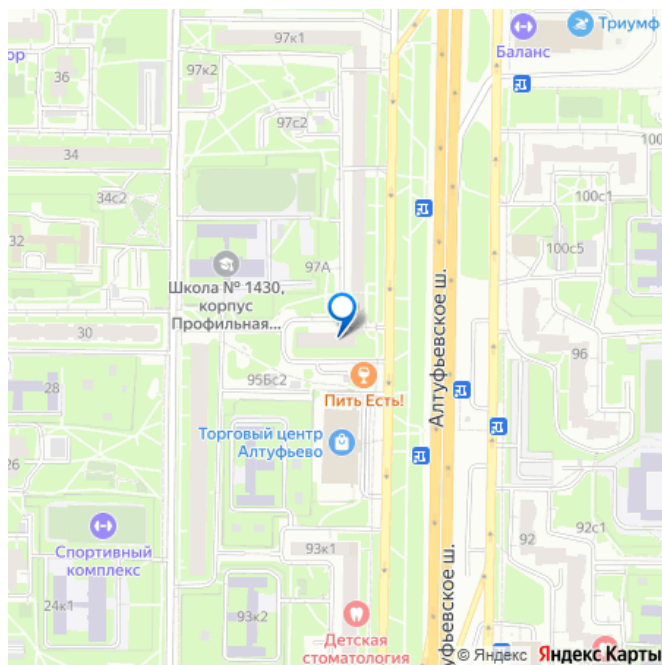 97к1
Баланс
Триумф
ор
36
97к2
97с2
34
100
34с2
100с1
32
100с5
97А
Школа № 1430,
корпус
Профильная...
Алтуфьевское ш.
30
96
28
95Бс2
Пить Есть!
Торговый центр
Алтуфьево
26
Спортивный
комплекс
93к1
92
92с1
24к1
93к2
Детская
стоматология
уфьевское ш.
© Яндекс Яндекс Карты